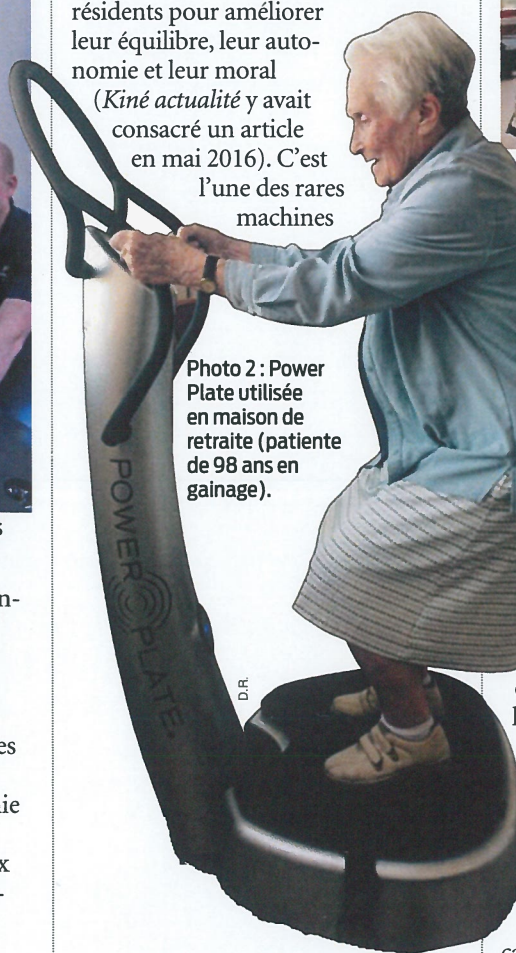 résidents pour améliorer
leur équilibre, leur auto-
nomie et leur moral
(Kiné actualité y avait
consacré un article
en mai 2016). C’est
l’une des rares
machines
Photo 2 : Power
Plate utilisée
en maison de
retraite (patiente
de 98 ans en
gainage).
POWER PLATE
D.R.
n-
es
ie
x
-